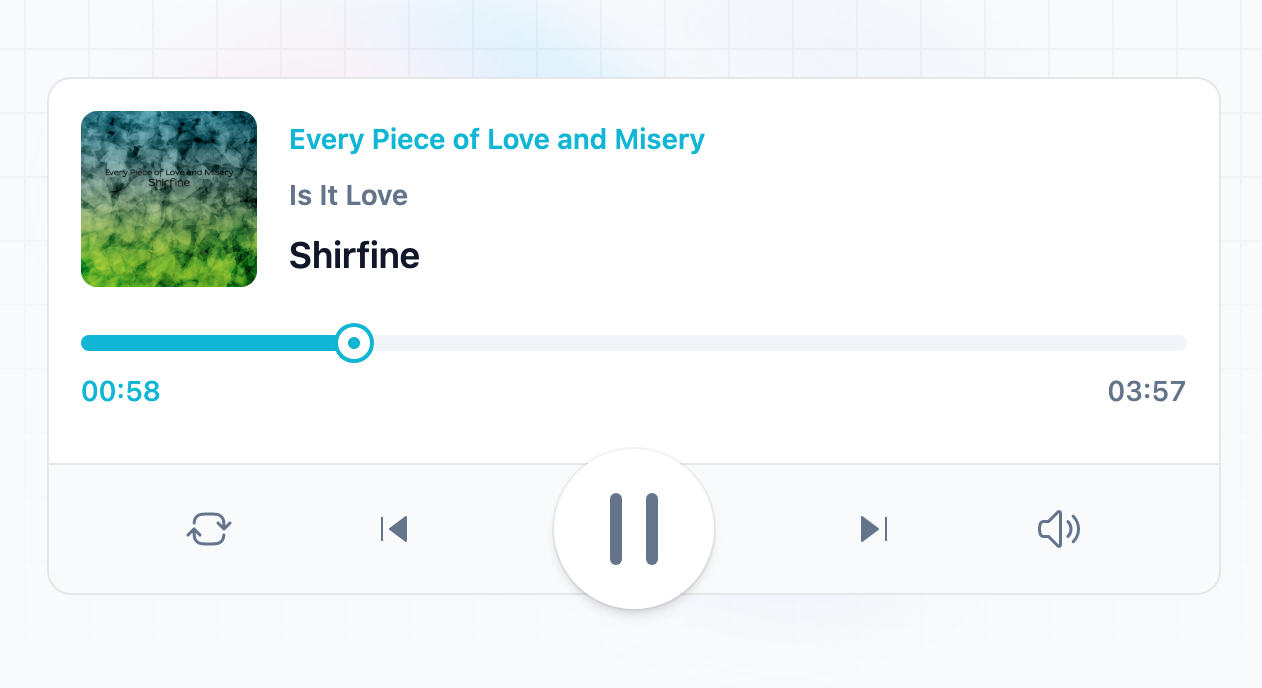 Every Piece of Love and Misery
Shirfine
Every Piece of Love and Misery
Is It Love
Shirfine
00:58
03:57